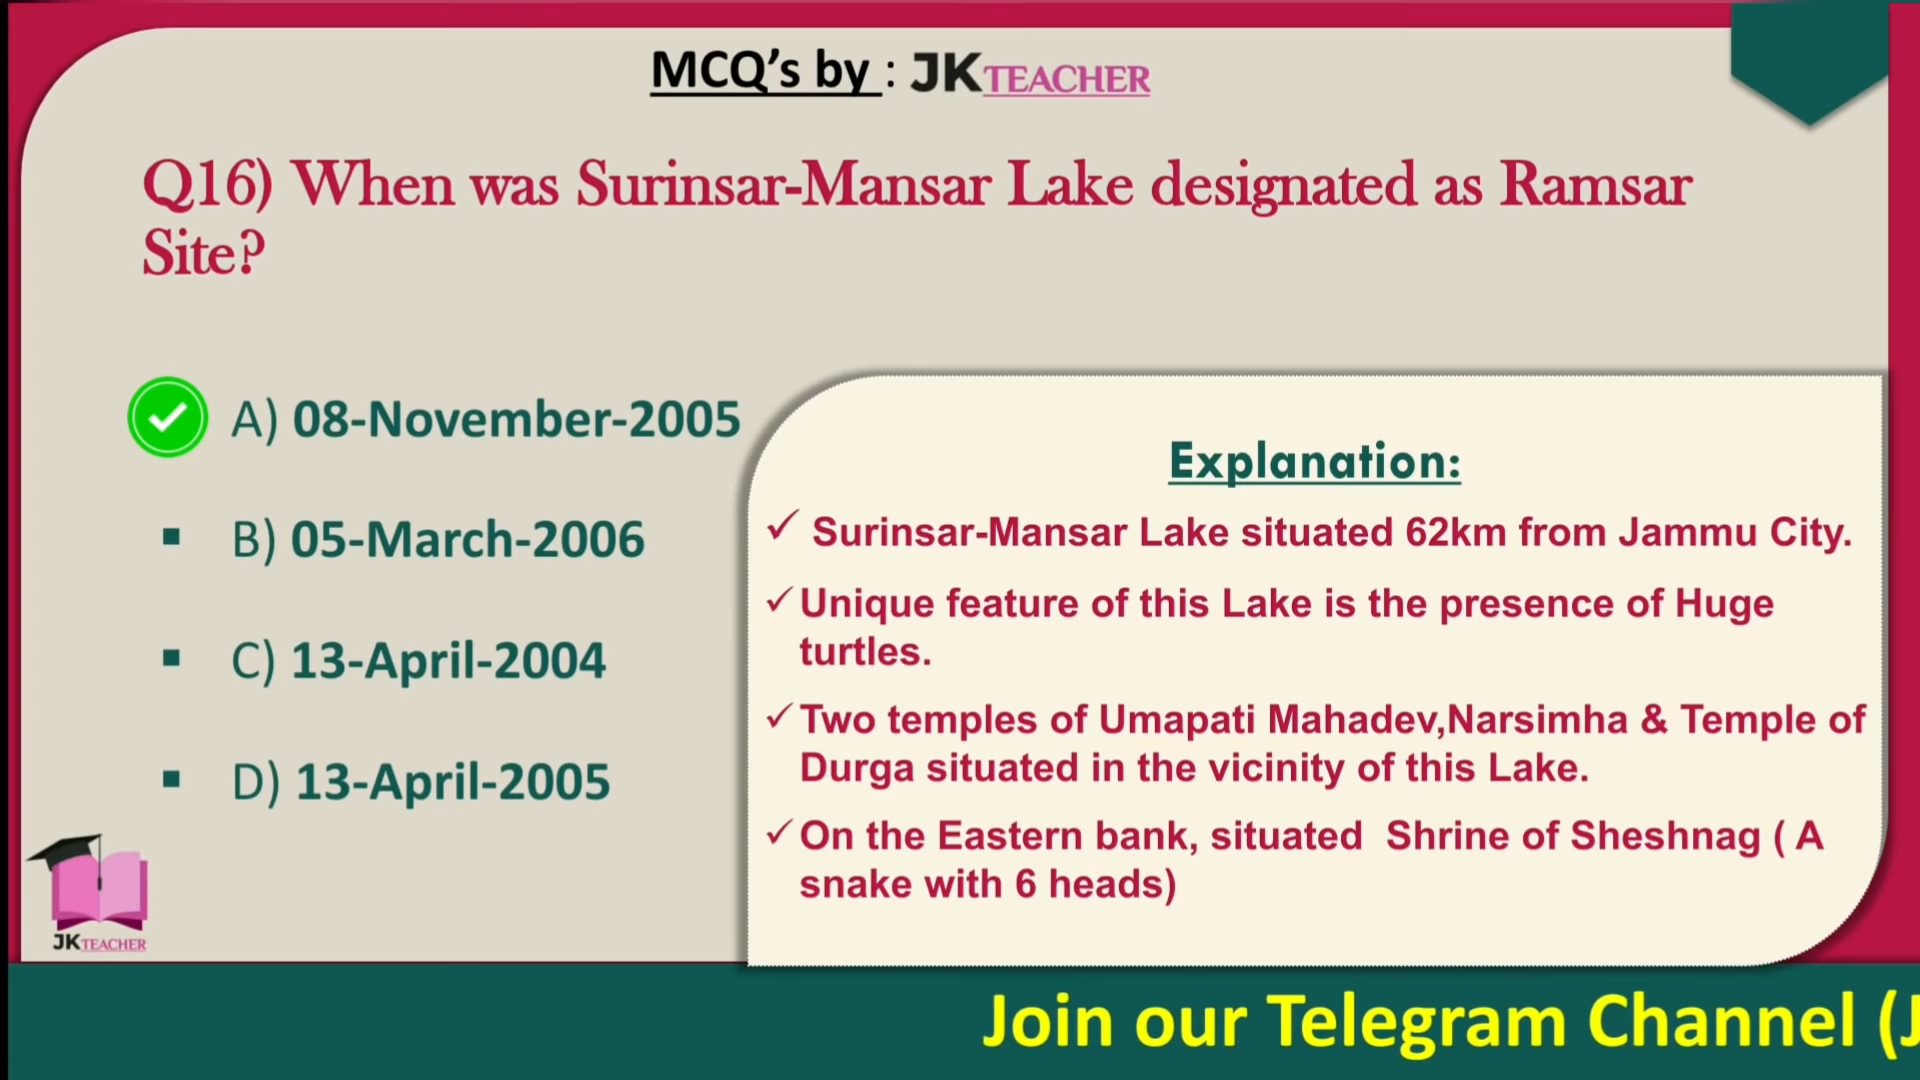 MCQ’s by : JKTEACHER
Q16) When was Surinsar-Mansar Lake designated as Ramsar
Site?
A) 08-November-2005
B) 05-March-2006
C) 13-April-2004
D) 13-April-2005
Explanation:
Surinsar-Mansar Lake situated 62km from Jammu City.
Unique feature of this Lake is the presence of Huge
turtles.
Two temples of Umapati Mahadev,Narsimha & Temple of
Durga situated in the vicinity of this Lake.
On the Eastern bank, situated Shrine of Sheshnag ( A
snake with 6 heads)
JKTEACHER
Join our Telegram Channel (J